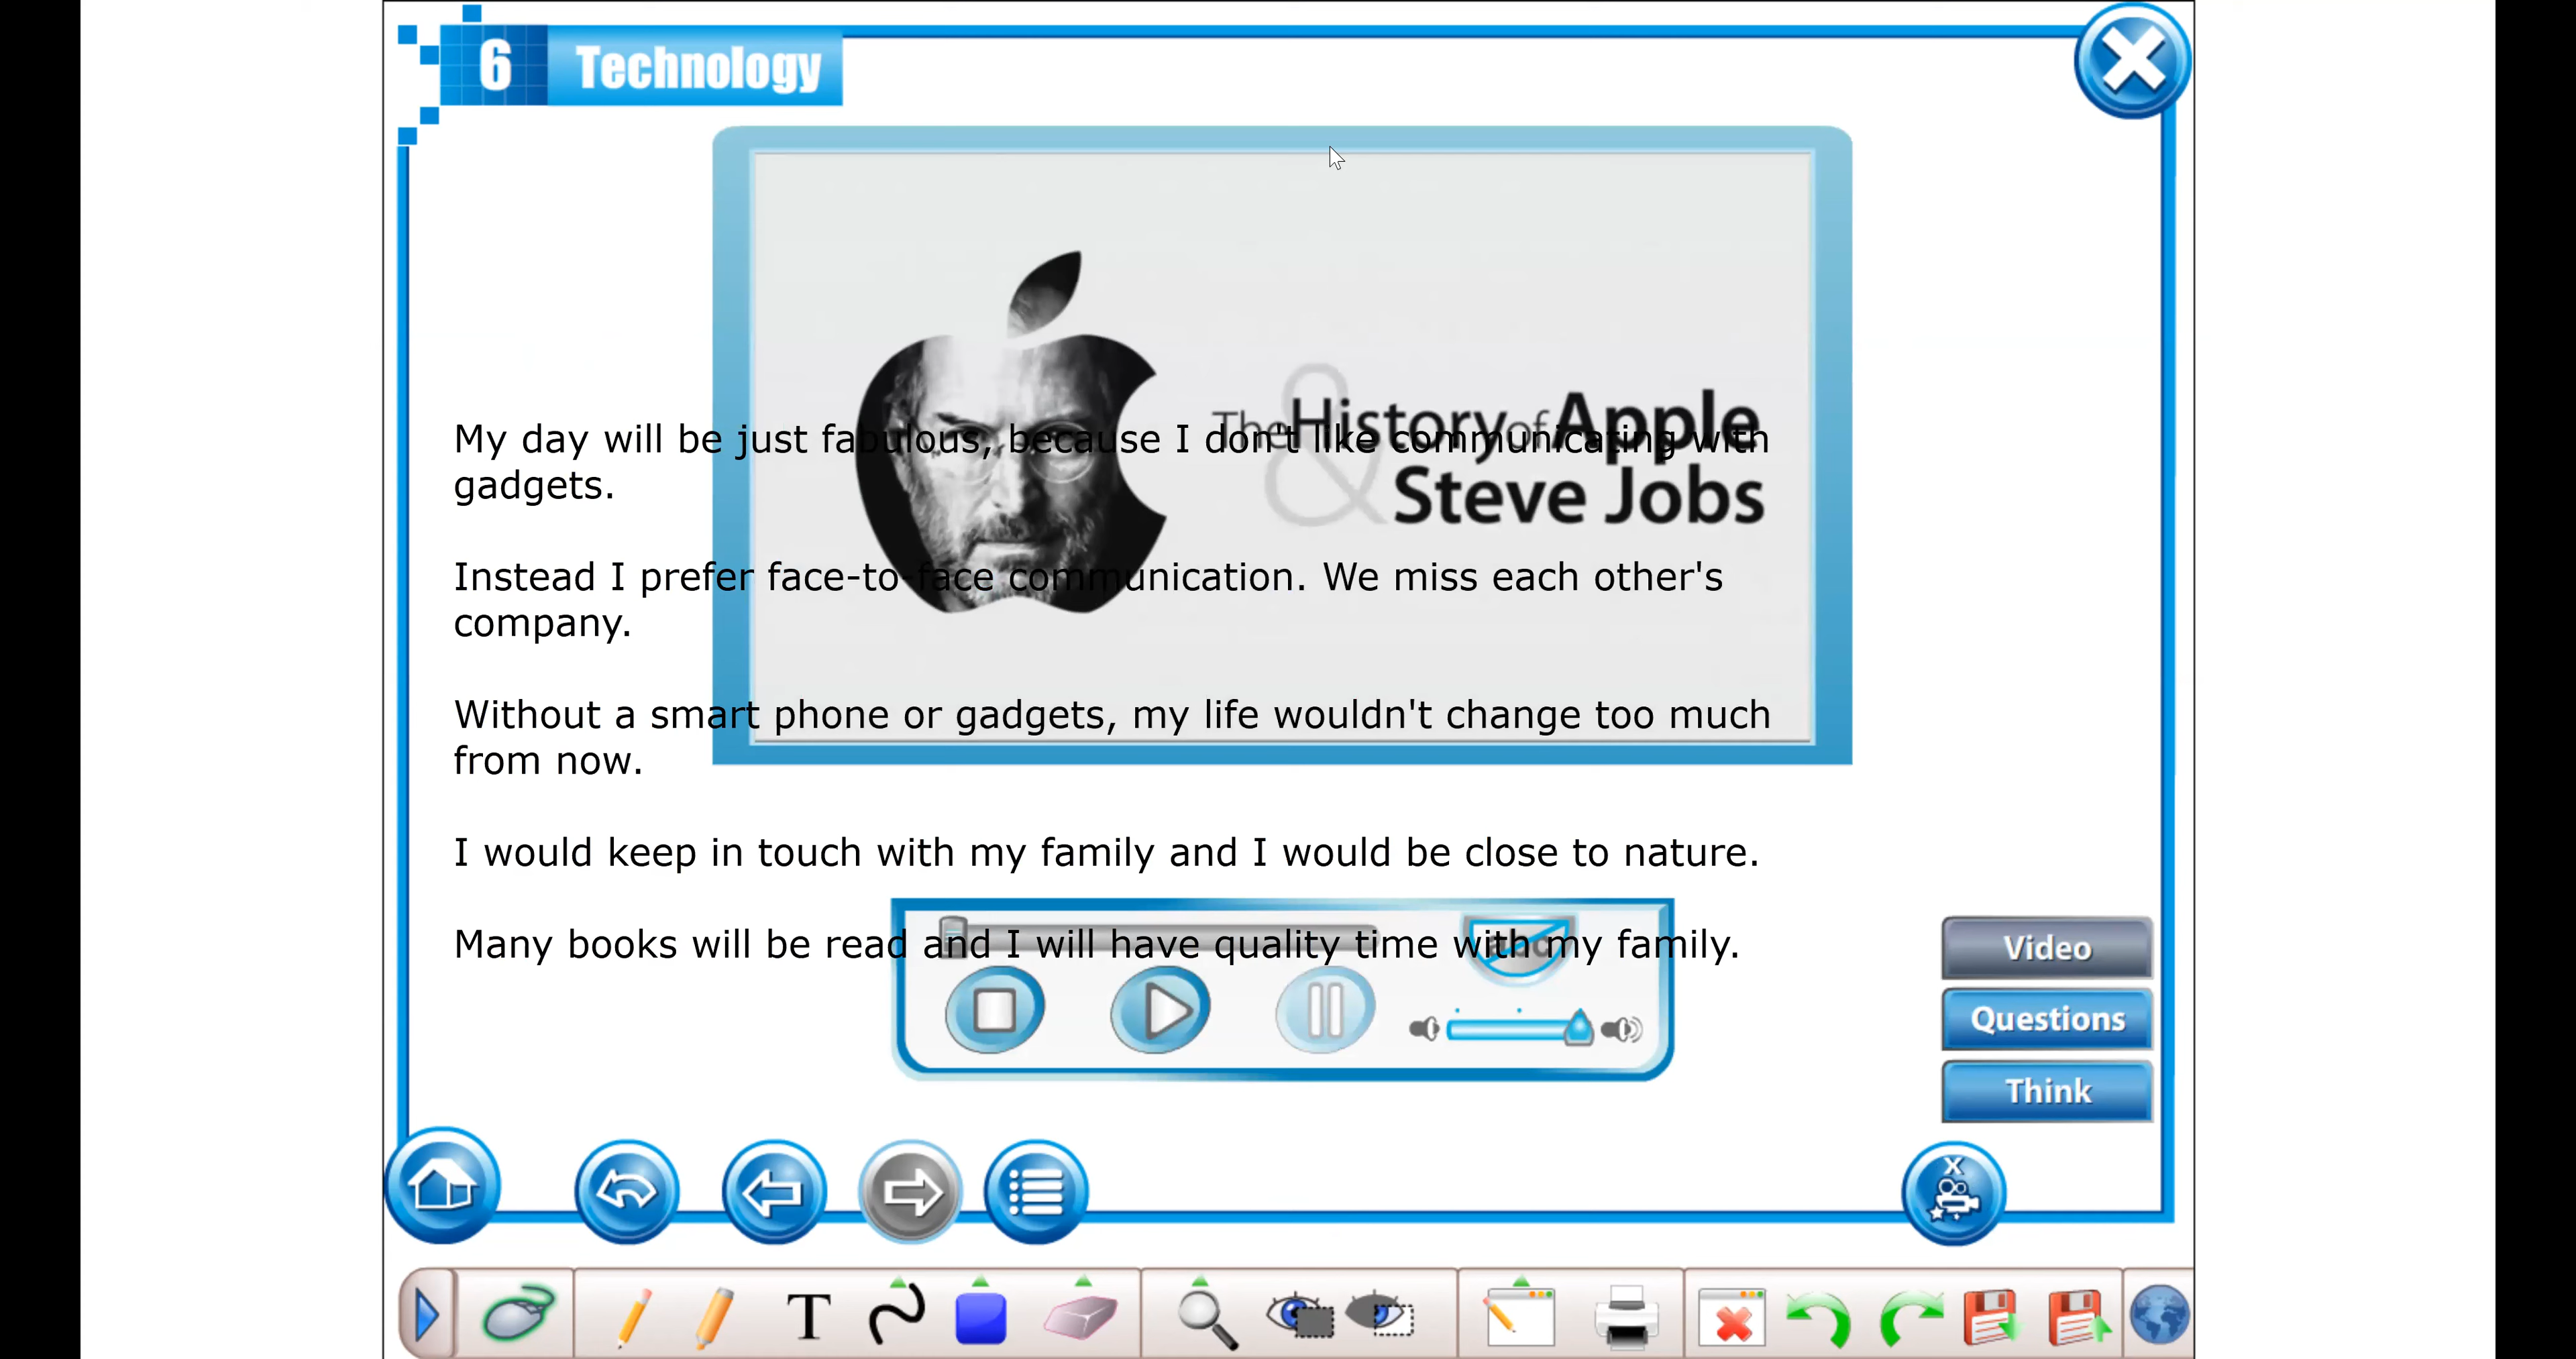 6 Technology
The History of Apple
& Steve Jobs
My day will be just fabulous, because I don't like communicating with
gadgets.
Instead I prefer face-to-face communication. We miss each other's
company.
Without a smart phone or gadgets, my life wouldn't change too much
from now.
I would keep in touch with my family and I would be close to nature.
Many books will be read and I will have quality time with my family.
Video
Questions
Think
X
T